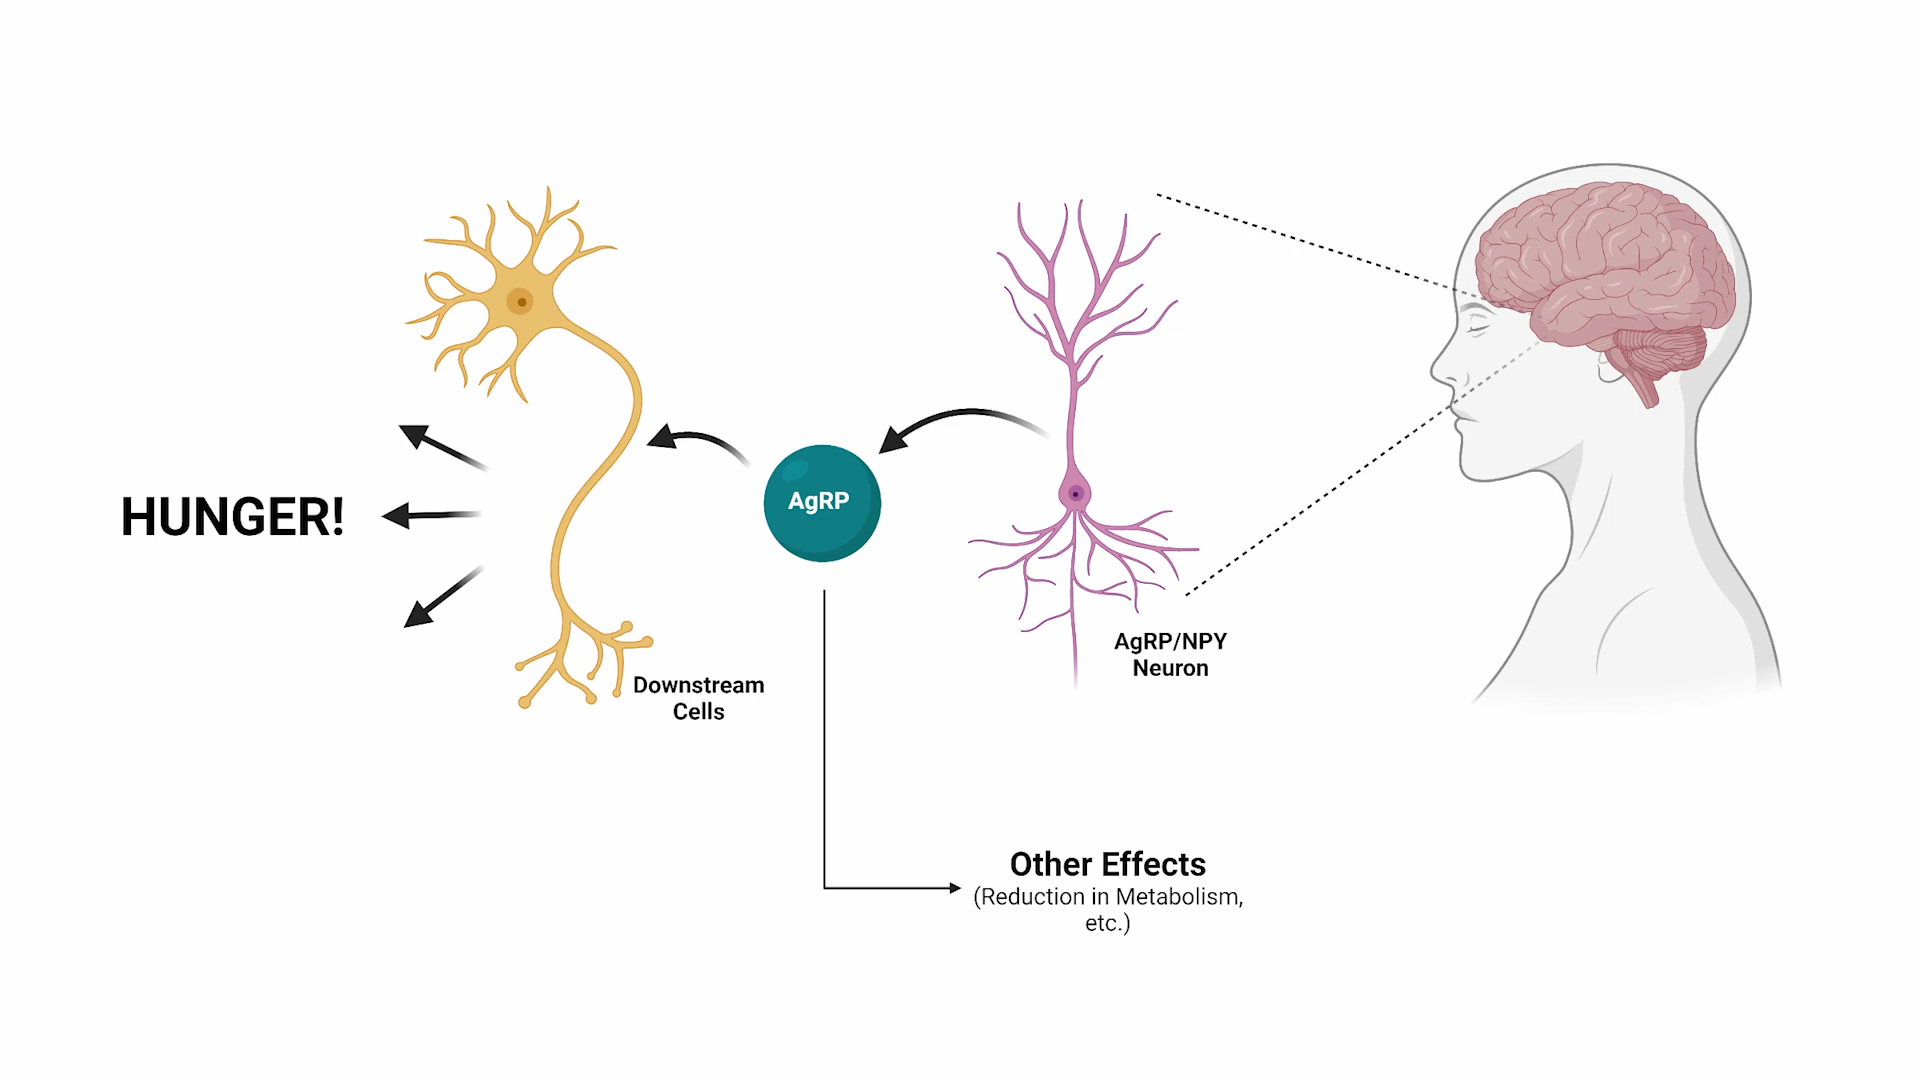 HUNGER!
AgRP
Downstream
Cells
AgRP/NPY
Neuron
Other Effects
(Reduction in Metabolism,
etc.)